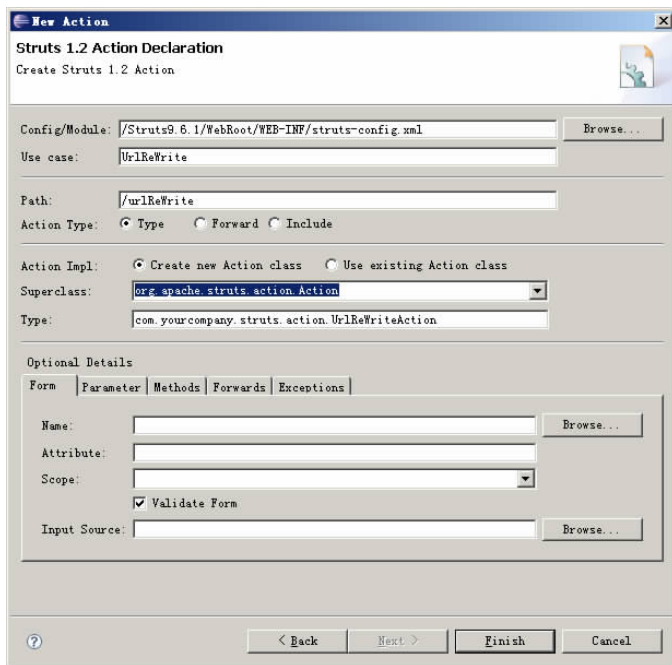 New Action
Struts 1.2 Action Declaration
Create Struts 1.2 Action
Config/Module: /Struts9.6.1/WebRoot/WEB-INF/struts-config.xml Browse...
Use case: UrlReWrite
Path: /urlReWrite
Action Type: Type Forward Include
Action Impl: Create new Action class Use existing Action class
Superclass: org.apache.struts.action.Action
Type: com.yourcompany.struts.action.UrlReWriteAction
Optional Details
Form Parameter Methods Forwards Exceptions
Name: Browse...
Attribute:
Scope:
Validate Form
Input Source: Browse...
? < Back Next > Finish Cancel